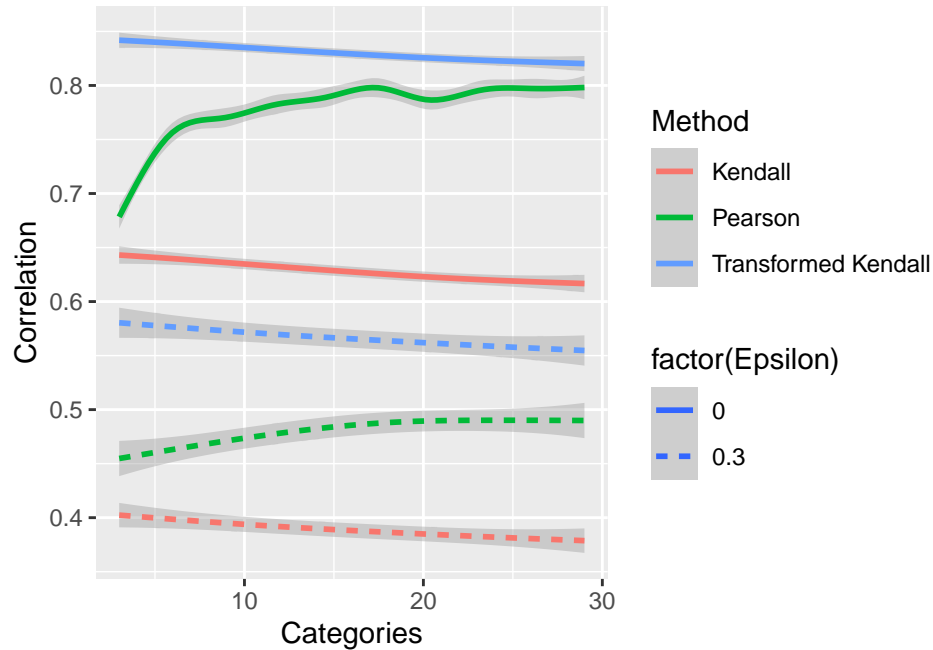 0.8
0.7
0.6
0.5
0.4
Correlation
10
20
30
Categories
Method
Kendall
Pearson
Transformed Kendall
factor(Epsilon)
0
0.3